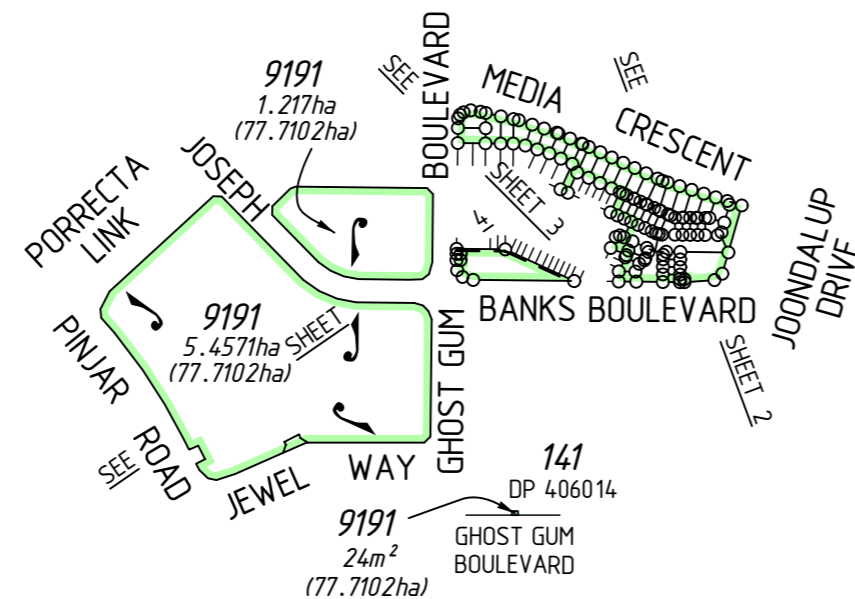 9191
1.217ha
(77.7102ha)
SEE
BOULEVARD
MEDIA
SEE
CRESCENT
JOSEPH
PORRECTA
LINK
SHEET 3
41
JOONDALUP
DRIVE
9191
5.4571ha
(77.7102ha)
SHEET
BANKS BOULEVARD
PINJAR
ROAD
GHOST GUM
SHEET 2
SEE
JEWEL
WAY
141
DP 406014
9191
24m²
(77.7102ha)
GHOST GUM
BOULEVARD